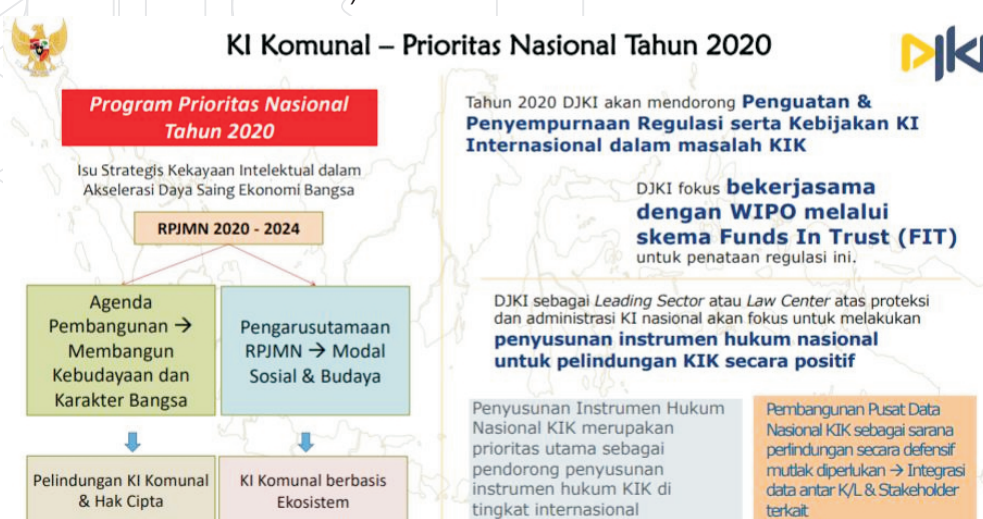 KI Komunal – Prioritas Nasional Tahun 2020
DJKI
Program Prioritas Nasional
Tahun 2020
Isu Strategis Kekayaan Intelektual dalam
Akselerasi Daya Saing Ekonomi Bangsa
RPJMN 2020 - 2024
Agenda
Pembangunan →
Membangun
Kebudayaan dan
Karakter Bangsa
Pengarusutamaan
RPJMN → Modal
Sosial & Budaya
Pelindungan KI Komunal
& Hak Cipta
KI Komunal berbasis
Ekosistem
Tahun 2020 DJKI akan mendorong Penguatan &
Penyempurnaan Regulasi serta Kebijakan KI
Internasional dalam masalah KIK
DJKI fokus bekerjasama
dengan WIPO melalui
skema Funds In Trust (FIT)
untuk penataan regulasi ini.
DJKI sebagai Leading Sector atau Law Center atas proteksi
dan administrasi KI nasional akan fokus untuk melakukan
penyusunan instrumen hukum nasional
untuk pelindungan KIK secara positif
Penyusunan Instrumen Hukum
Nasional KIK merupakan
prioritas utama sebagai
pendorong penyusunan
instrumen hukum KIK di
tingkat internasional
Pembangunan Pusat Data
Nasional KIK sebagai sarana
perlindungan secara defensif
mutlak diperlukan → Integrasi
data antar K/L & Stakeholder
terkait